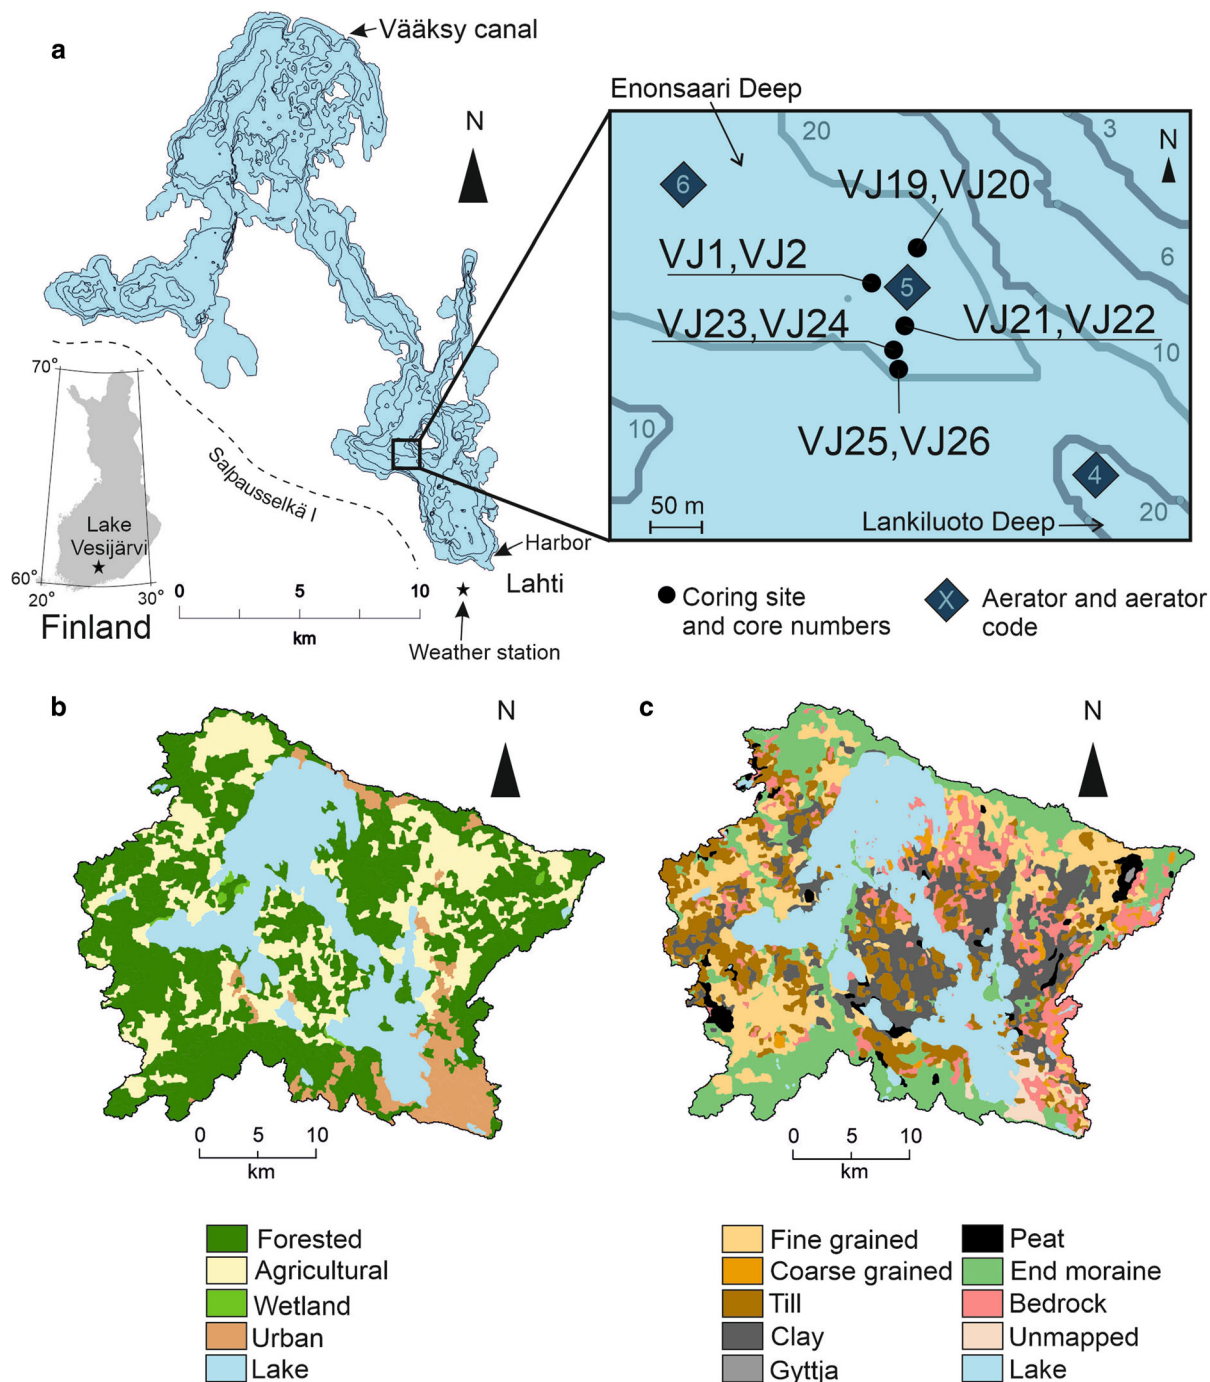 a
Vääksy canal
N
Enonsaari Deep
20
3
N
6
VJ19,VJ20
VJ1,VJ2
5
6
VJ23,VJ24
VJ21,VJ22
10
VJ25,VJ26
10
4
50 m
Lankiluoto Deep
20
70°
Salpausselkä I
Lake
Vesijärvi
60°
20°
30°
Finland
Harbor
Lahti
0 5 10
km
Weather station
Coring site
and core numbers
X
Aerator and aerator
code
b
N
0 5 10
km
Forested
Agricultural
Wetland
Urban
Lake
c
N
0 5 10
km
Fine grained
Coarse grained
Till
Clay
Gyttja
Peat
End moraine
Bedrock
Unmapped
Lake